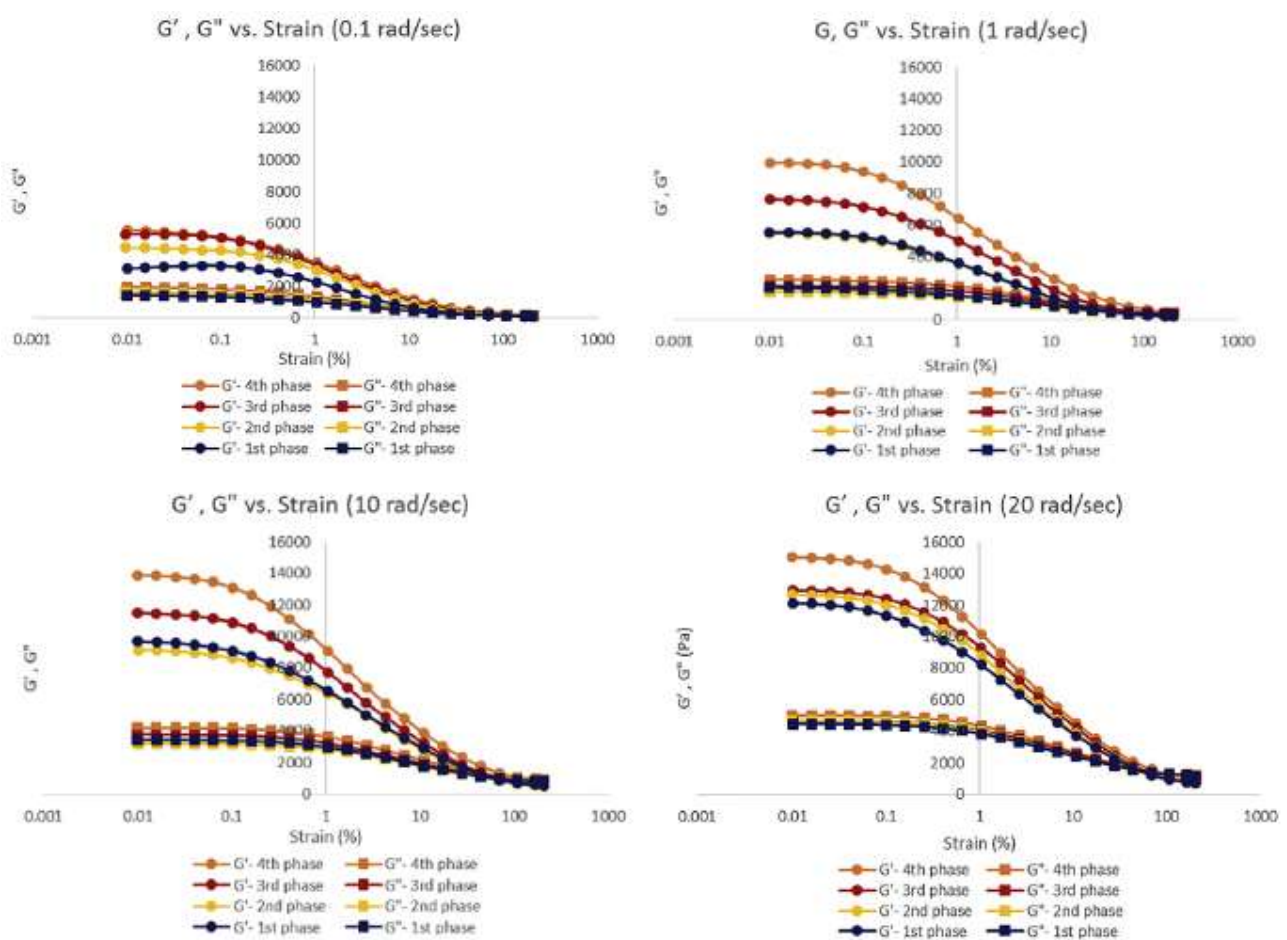 G' , G" vs. Strain (0.1 rad/sec)
16000
14000
12000
10000
8000
6000
4000
2000
0
G' , G"
0.001 0.01 0.1 1 10 100 1000
Strain (%)
G'- 4th phase G"- 4th phase
G'- 3rd phase G"- 3rd phase
G'- 2nd phase G"- 2nd phase
G'- 1st phase G"- 1st phase
G, G" vs. Strain (1 rad/sec)
16000
14000
12000
10000
8000
6000
4000
2000
0
G' , G"
0.001 0.01 0.1 1 10 100 1000
Strain (%)
G'- 4th phase G"- 4th phase
G'- 3rd phase G"- 3rd phase
G'- 2nd phase G"- 2nd phase
G'- 1st phase G"- 1st phase
G' , G" vs. Strain (10 rad/sec)
16000
14000
12000
10000
8000
6000
4000
2000
0
G' , G"
0.001 0.01 0.1 1 10 100 1000
Strain (%)
G'- 4th phase G"- 4th phase
G'- 3rd phase G"- 3rd phase
G'- 2nd phase G"- 2nd phase
G'- 1st phase G"- 1st phase
G' , G" vs. Strain (20 rad/sec)
16000
14000
12000
10000
8000
6000
4000
2000
0
G' , G" (Pa)
0.001 0.01 0.1 1 10 100 1000
Strain (%)
G'- 4th phase G"- 4th phase
G'- 3rd phase G"- 3rd phase
G'- 2nd phase G"- 2nd phase
G'- 1st phase G"- 1st phase